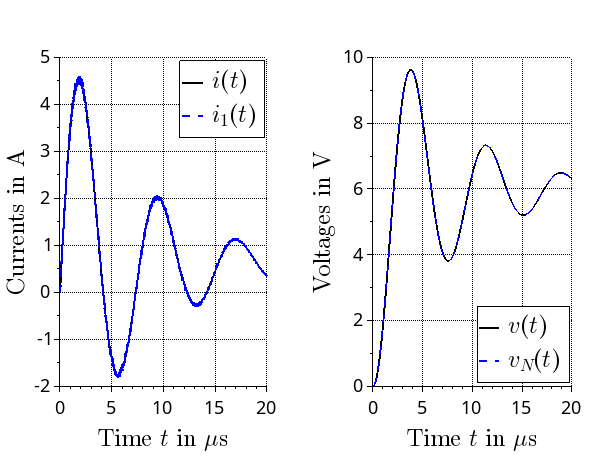 5
4
3
2
1
0
-1
-2
Currents in A
i(t)
i₁(t)
0 5 10 15 20
Time t in μs
10
8
6
4
2
0
Voltages in V
v(t)
v_N(t)
0 5 10 15 20
Time t in μs